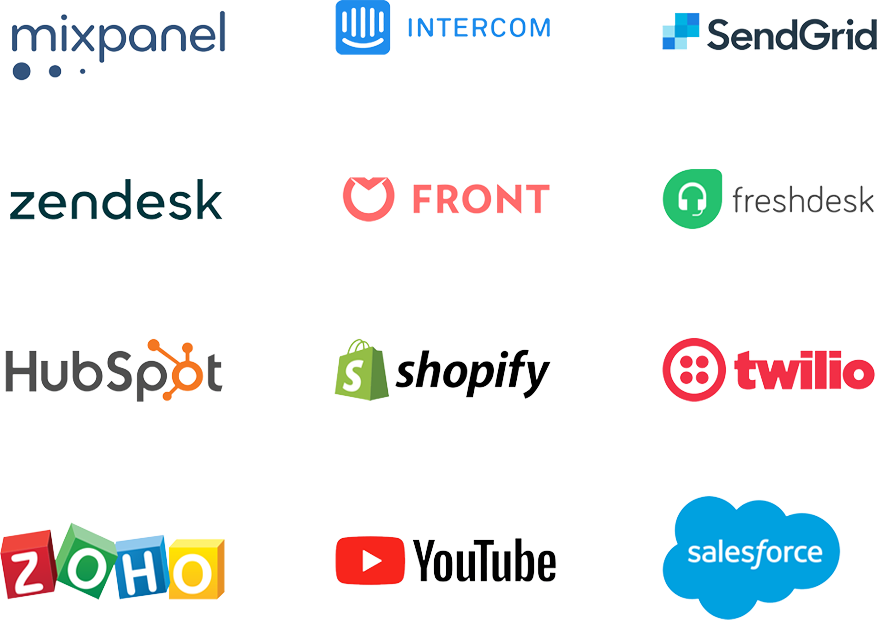 mixpanel
INTERCOM
SendGrid
zendesk
FRONT
freshdesk
HubSpot
S shopify
twilio
ZOHO
YouTube
salesforce